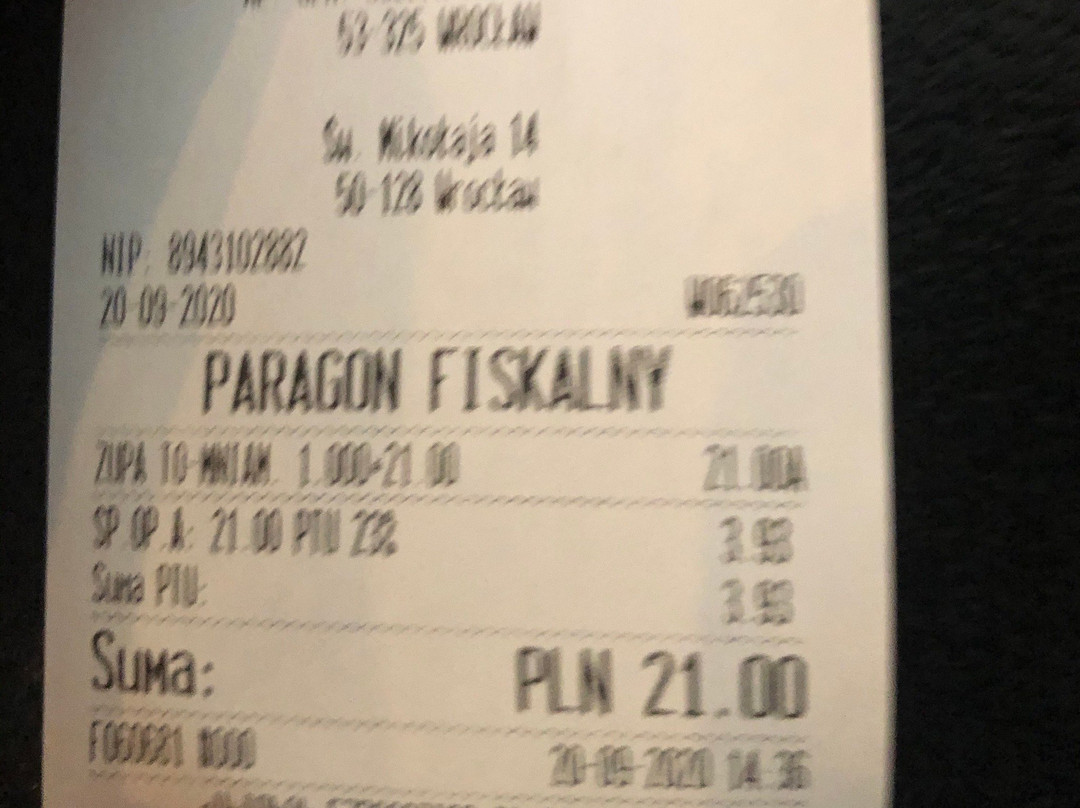 53-325 WROCŁAW
Św. Mikołaja 14
50-128 Wrocław
NIP: 8943102882
20-09-2020
PARAGON FISKALNY
ZUPA TO-MNIAM. 1.000×21.00 21.00A
SP.OP.A: 21.00 PTU 23% 3.93
Suma PTU: 3.93
Suma: PLN 21.00
20-09-2020 14:36